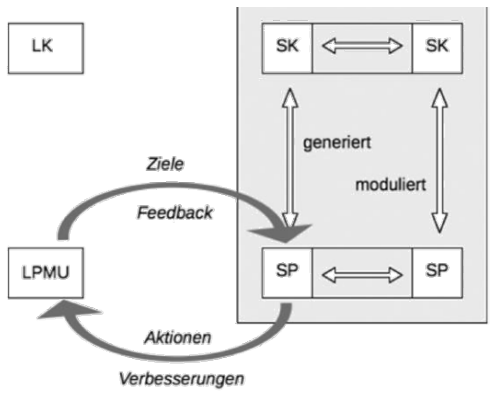 LK
SK
SK
generiert
moduliert
Ziele
Feedback
LPMU
SP
SP
Aktionen
Verbesserungen